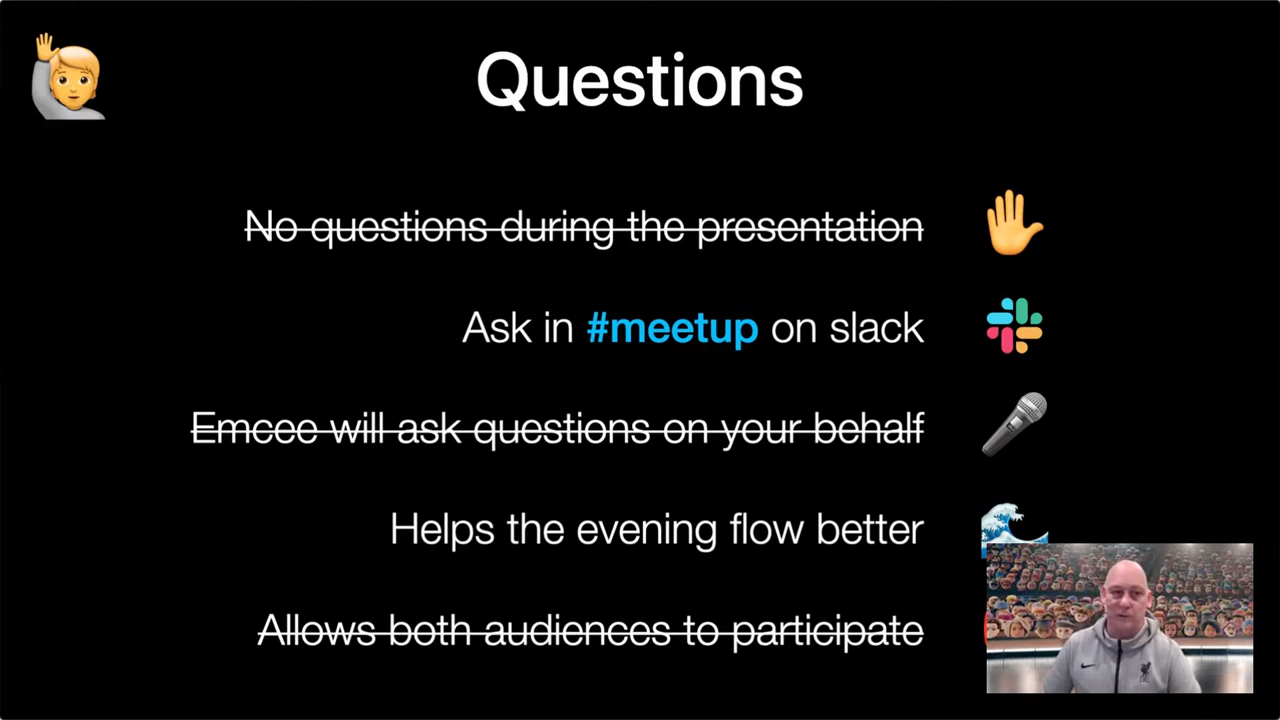 Questions
No questions during the presentation
Ask in #meetup on slack
Emcee will ask questions on your behalf
Helps the evening flow better
Allows both audiences to participate